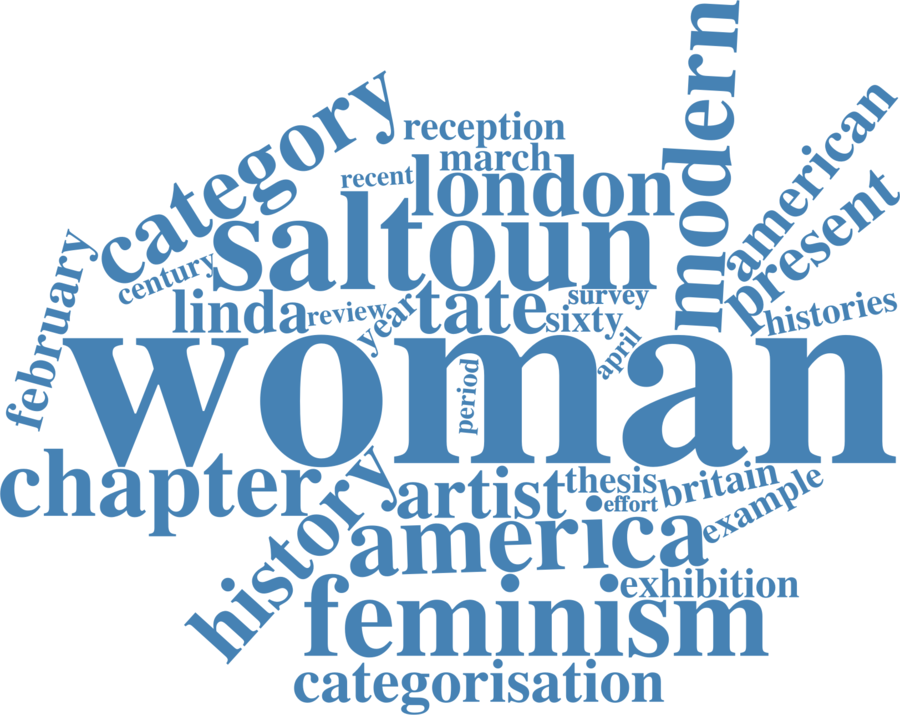 modern
category
reception
american
march
recent
london
present
saltoun
century
february
linda
review
year
tate
survey
sixty
histories
april
woman
period
chapter
history
artist
thesis
effort
britain
example
america
exhibition
feminism
categorisation